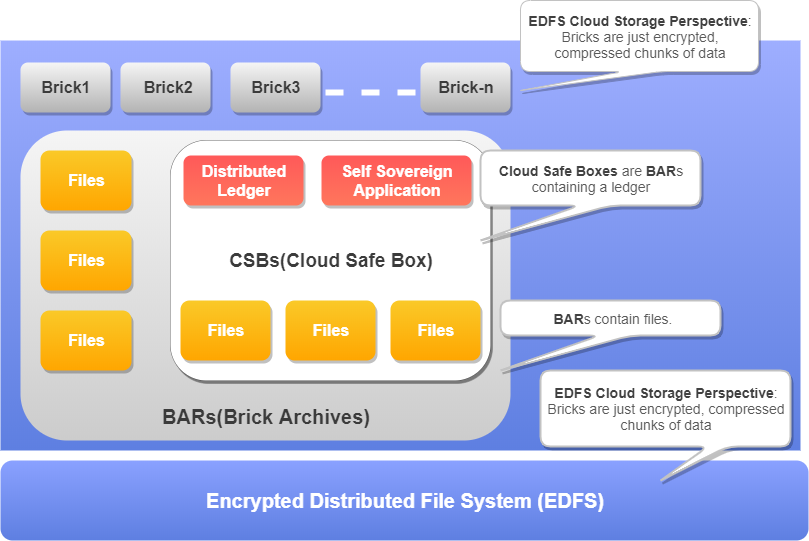 EDFS Cloud Storage Perspective:
Bricks are just encrypted,
compressed chunks of data
Brick1
Brick2
Brick3
Brick-n
Files
Files
Files
Distributed
Ledger
Self Sovereign
Application
Cloud Safe Boxes are BARs
containing a ledger
CSBs(Cloud Safe Box)
Files
Files
Files
BARs contain files.
BARs(Brick Archives)
EDFS Cloud Storage Perspective:
Bricks are just encrypted, compressed
chunks of data
Encrypted Distributed File System (EDFS)